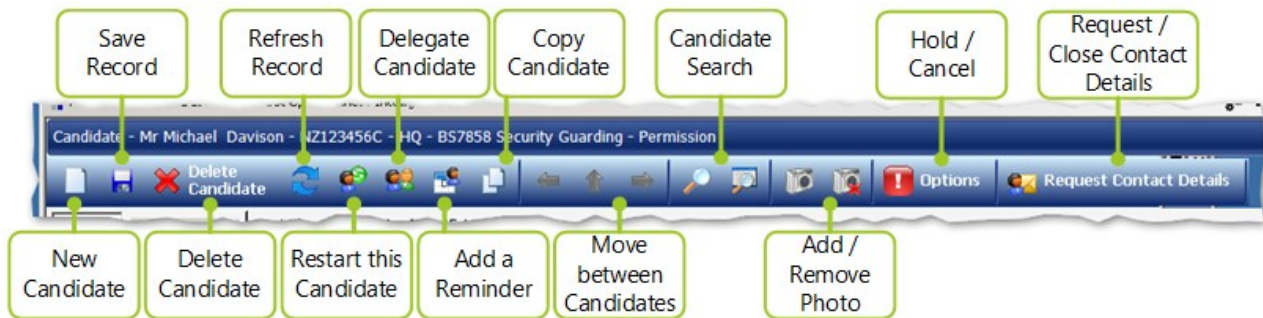 Save
Record
Refresh
Record
Delegate
Candidate
Copy
Candidate
Candidate
Search
Hold /
Cancel
Request /
Close Contact
Details
Candidate - Mr Michael Davison - NZ123456C - HQ - BS7858 Security Guarding - Permission
Delete
Candidate
Options
Request Contact Details
New
Candidate
Delete
Candidate
Restart this
Candidate
Add a
Reminder
Move
between
Candidates
Add /
Remove
Photo